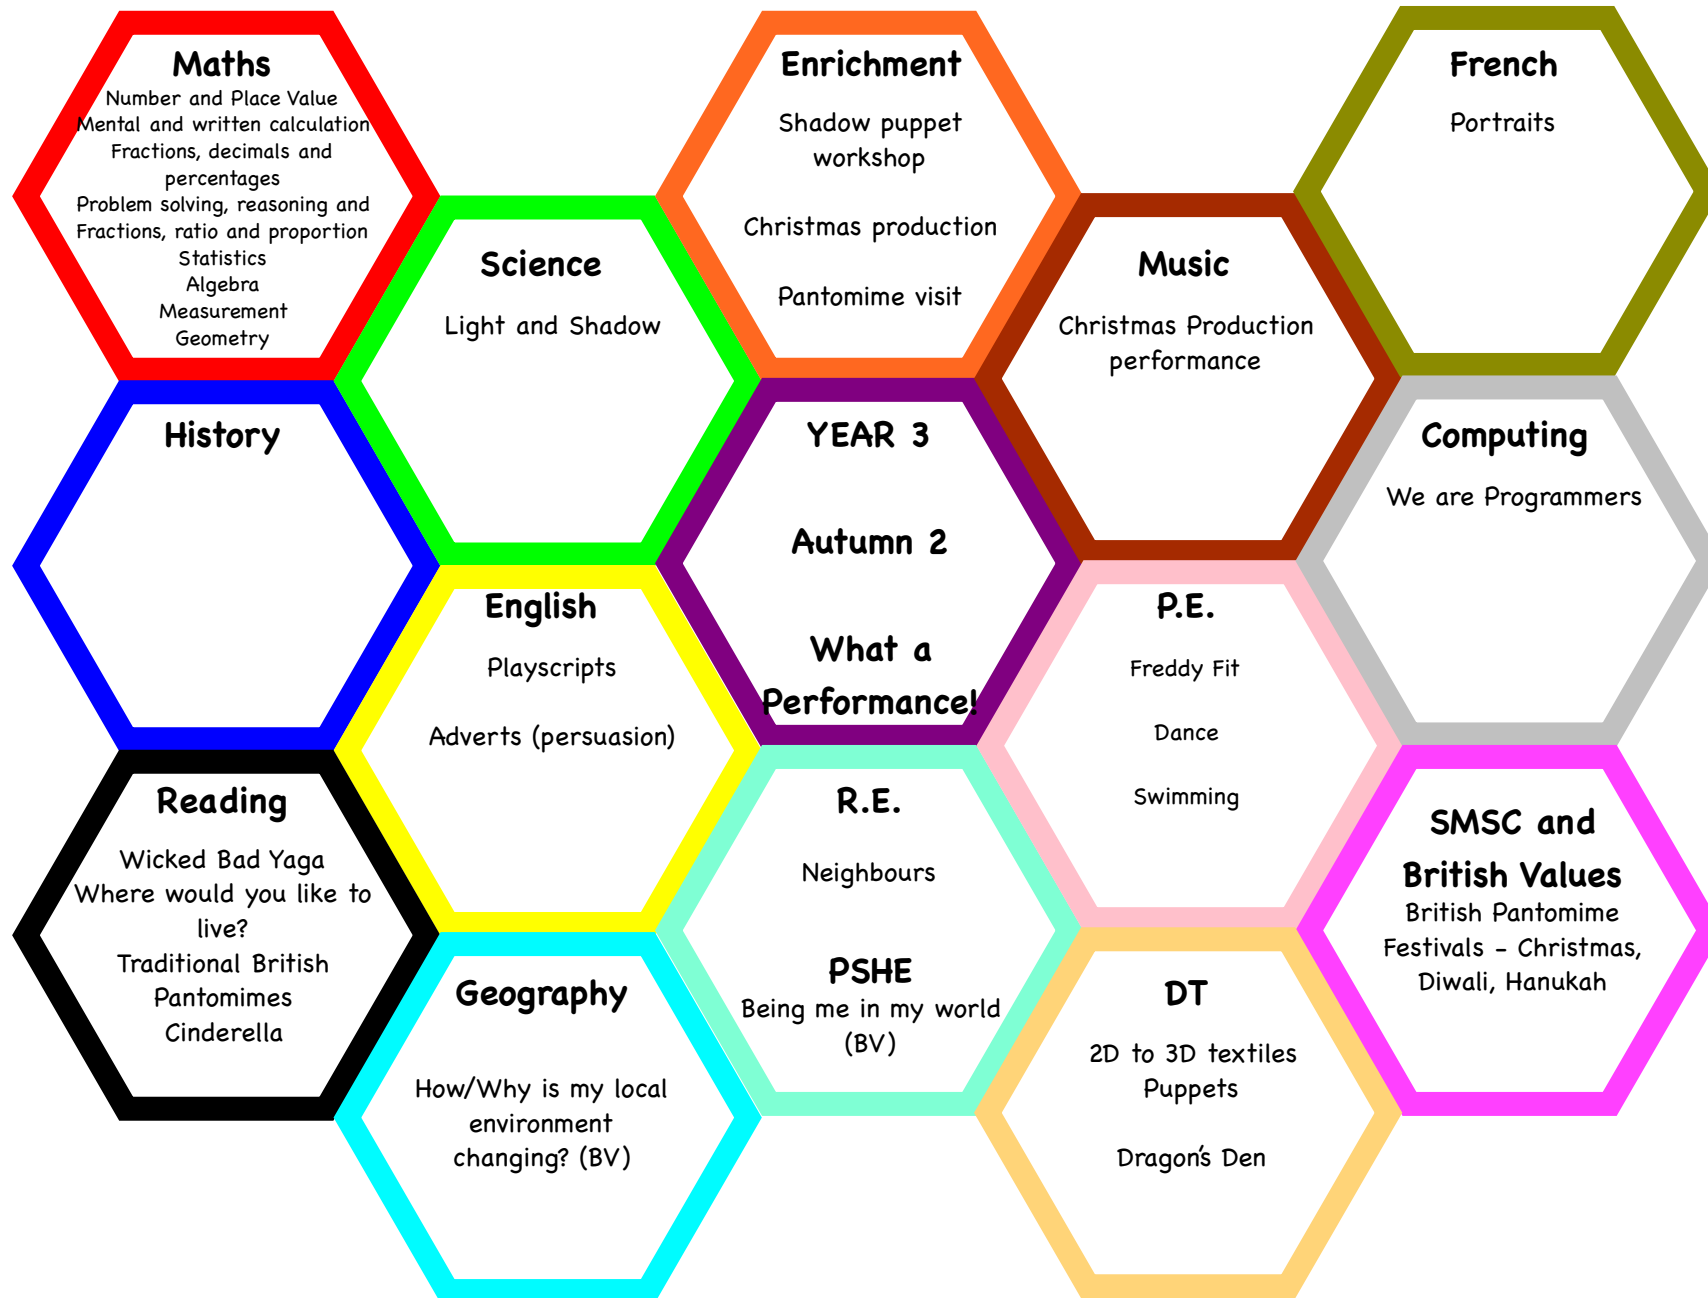 Maths
Number and Place Value
Mental and written calculation
Fractions, decimals and
percentages
Problem solving, reasoning and
Fractions, ratio and proportion
Statistics
Algebra
Measurement
Geometry
Enrichment
Shadow puppet
workshop
Christmas production
Pantomime visit
French
Portraits
Science
Light and Shadow
Music
Christmas Production
performance
History
YEAR 3
Autumn 2
What a
Performance!
Computing
We are Programmers
English
Playscripts
Adverts (persuasion)
P.E.
Freddy Fit
Dance
Swimming
Reading
Wicked Bad Yaga
Where would you like to
live?
Traditional British
Pantomimes
Cinderella
R.E.
Neighbours
PSHE
Being me in my world
(BV)
SMSC and
British Values
British Pantomime
Festivals – Christmas,
Diwali, Hanukah
Geography
How/Why is my local
environment
changing? (BV)
DT
2D to 3D textiles
Puppets
Dragon's Den